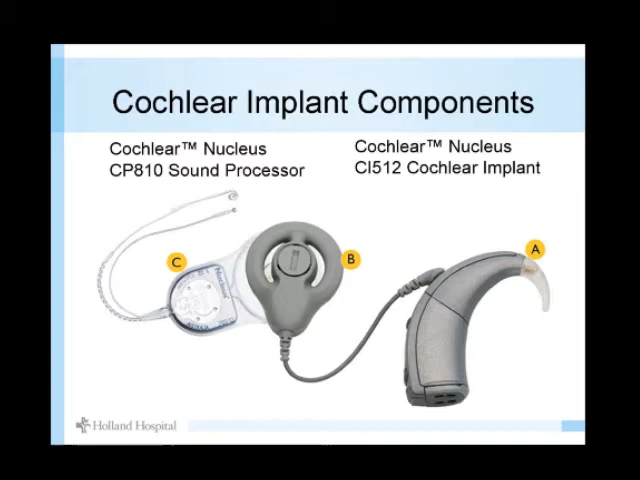 Cochlear Implant Components
Cochlear™ Nucleus
CP810 Sound Processor
Cochlear™ Nucleus
CI512 Cochlear Implant
A
B
C
Holland Hospital